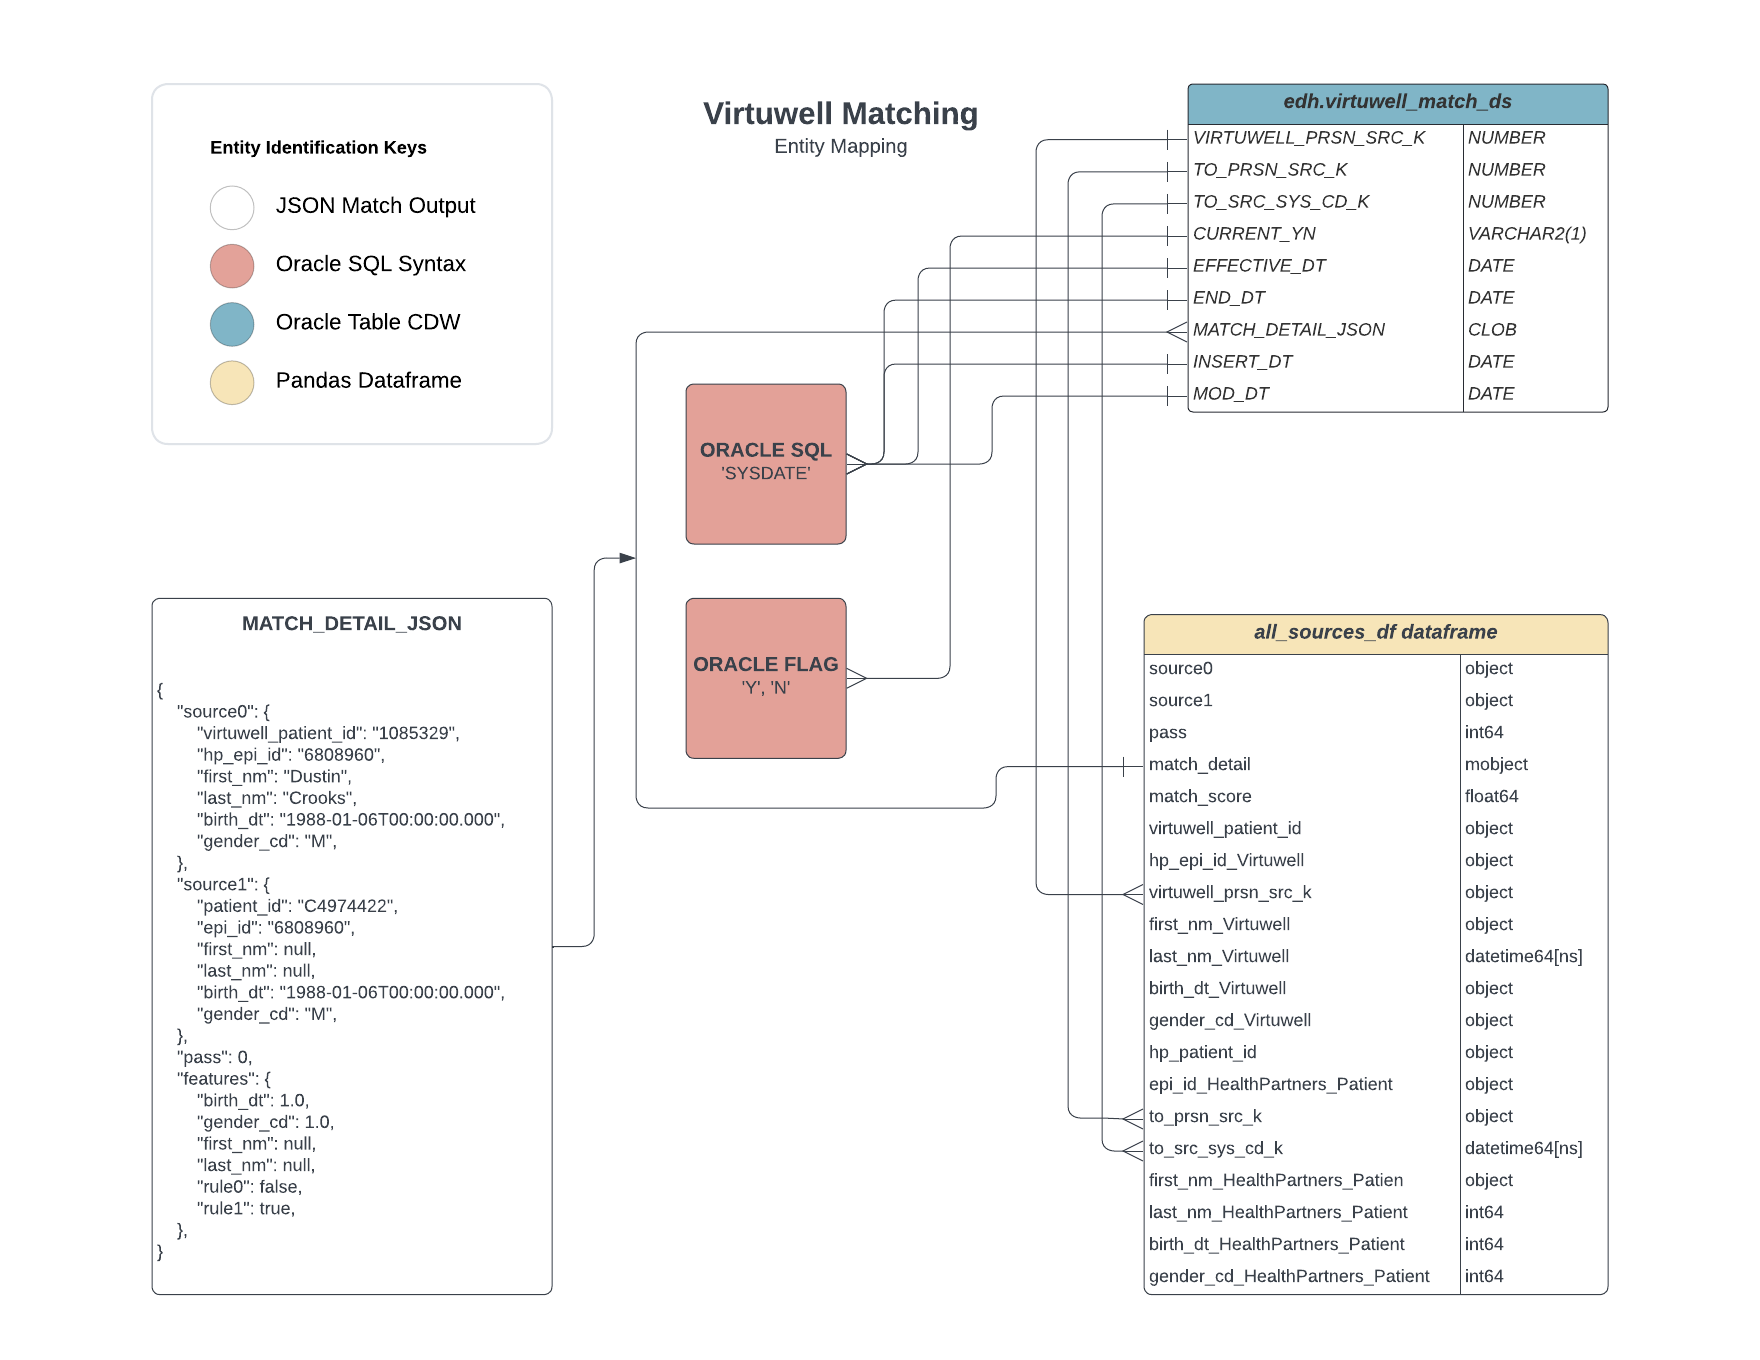 Virtuwell Matching
Entity Mapping
Entity Identification Keys
JSON Match Output
Oracle SQL Syntax
Oracle Table CDW
Pandas Dataframe
edh.virtuwell_match_ds
VIRTUWELL_PRSN_SRC_K NUMBER
TO_PRSN_SRC_K NUMBER
TO_SRC_SYS_CD_K NUMBER
CURRENT_YN VARCHAR2(1)
EFFECTIVE_DT DATE
END_DT DATE
MATCH_DETAIL_JSON CLOB
INSERT_DT DATE
MOD_DT DATE
ORACLE SQL
'SYSDATE'
ORACLE FLAG
'Y', 'N'
MATCH_DETAIL_JSON
{
"source0": {
"virtuwell_patient_id": "1085329",
"hp_epi_id": "6808960",
"first_nm": "Dustin",
"last_nm": "Crooks",
"birth_dt": "1988-01-06T00:00:00.000",
"gender_cd": "M",
},
"source1": {
"patient_id": "C4974422",
"epi_id": "6808960",
"first_nm": null,
"last_nm": null,
"birth_dt": "1988-01-06T00:00:00.000",
"gender_cd": "M",
},
"pass": 0,
"features": {
"birth_dt": 1.0,
"gender_cd": 1.0,
"first_nm": null,
"last_nm": null,
"rule0": false,
"rule1": true,
},
}
all_sources_df dataframe
source0 object
source1 object
pass int64
match_detail mobject
match_score float64
virtuwell_patient_id object
hp_epi_id_Virtuwell object
virtuwell_prsn_src_k object
first_nm_Virtuwell object
last_nm_Virtuwell datetime64[ns]
birth_dt_Virtuwell object
gender_cd_Virtuwell object
hp_patient_id object
epi_id_HealthPartners_Patient object
to_prsn_src_k object
to_src_sys_cd_k datetime64[ns]
first_nm_HealthPartners_Patien object
last_nm_HealthPartners_Patient int64
birth_dt_HealthPartners_Patient int64
gender_cd_HealthPartners_Patient int64